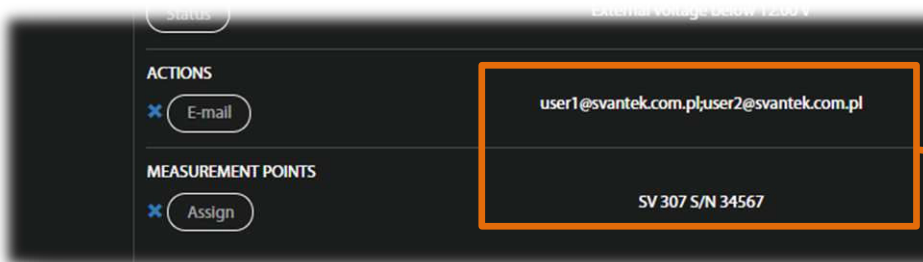 Status
External Voltage Below 12.00 V
ACTIONS
E-mail
user1@svantek.com.pl;user2@svantek.com.pl
MEASUREMENT POINTS
Assign
SV 307 S/N 34567